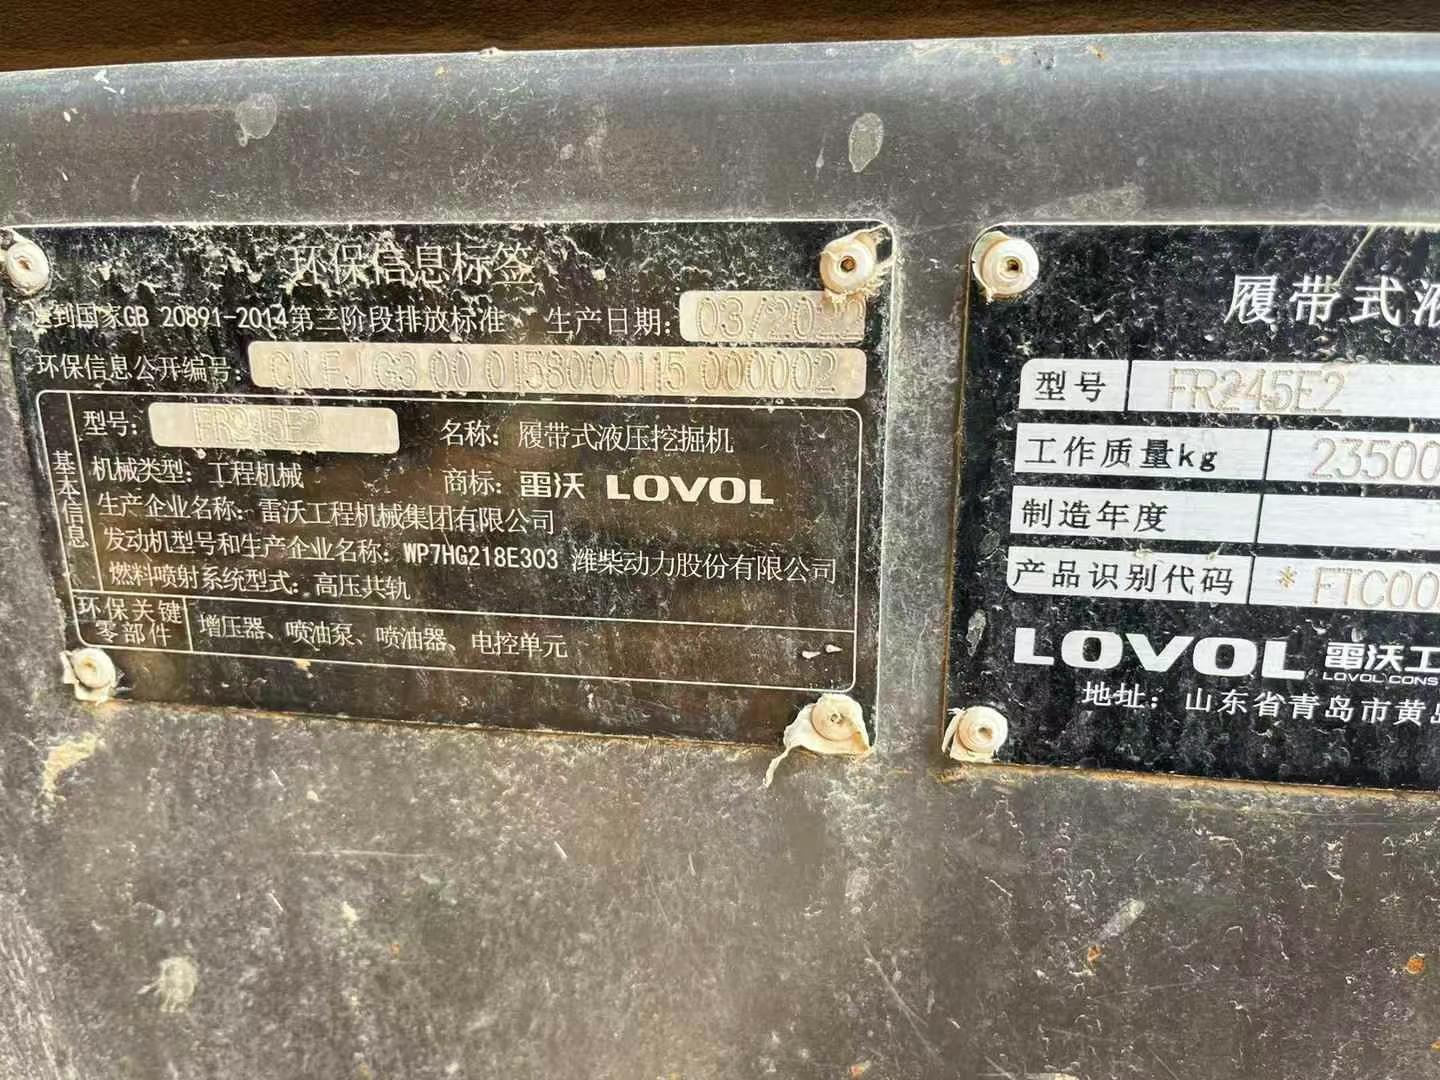 环保信息标签
达到国家GB 20891-2014第三阶段排放标准 生产日期: 03/2022
环保信息公开编号: CN FJ G3 00 0158000115 000002
基本信息
型号: FR245E2 名称: 履带式液压挖掘机
机械类型: 工程机械 商标: 雷沃 LOVOL
生产企业名称: 雷沃工程机械集团有限公司
发动机型号和生产企业名称: WP7HG218E303 潍柴动力股份有限公司
燃料喷射系统型式: 高压共轨
环保关键零部件 增压器、喷油泵、喷油器、电控单元
履带式液
型号 FR245E2
工作质量kg 23500
制造年度
产品识别代码 * FTC00
LOVOL 雷沃工
LOVOL CONS
地址: 山东省青岛市黄岛